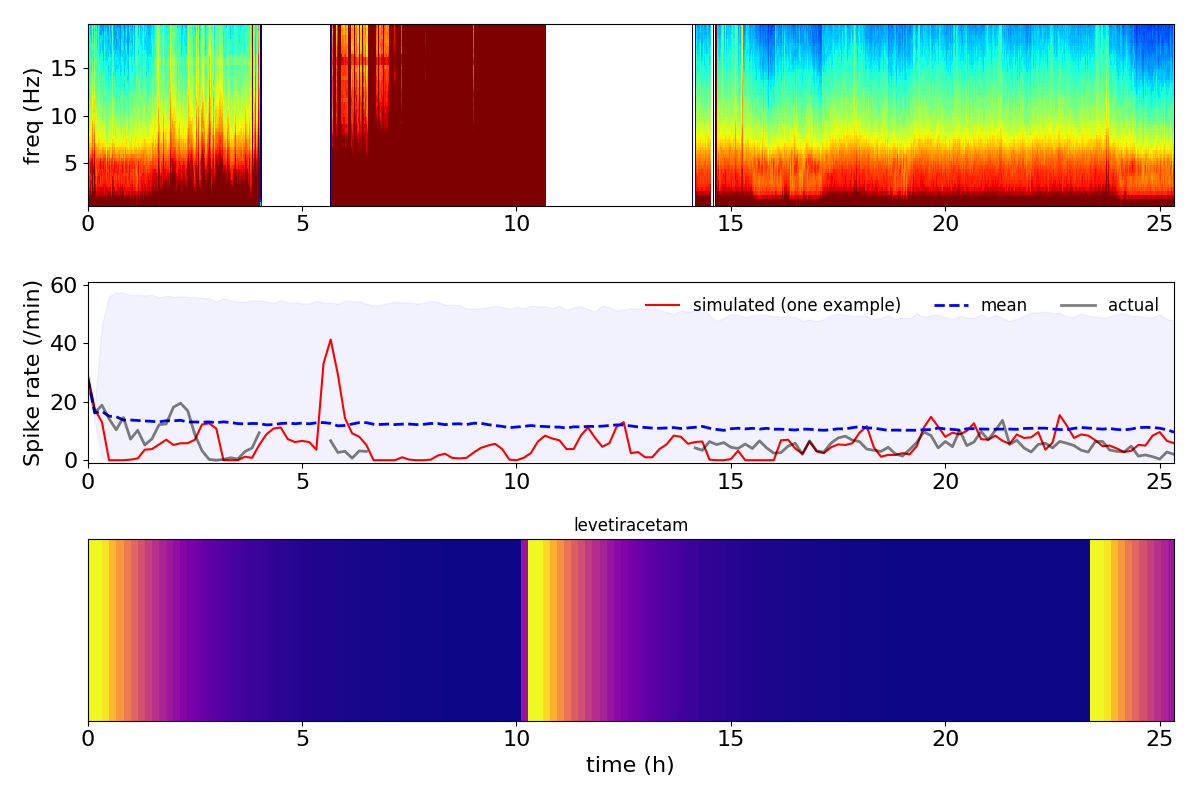 freq (Hz)
15
10
5
0 5 10 15 20 25
Spike rate (/min)
60
40
20
0
simulated (one example) mean actual
0 5 10 15 20 25
levetiracetam
0 5 10 15 20 25
time (h)